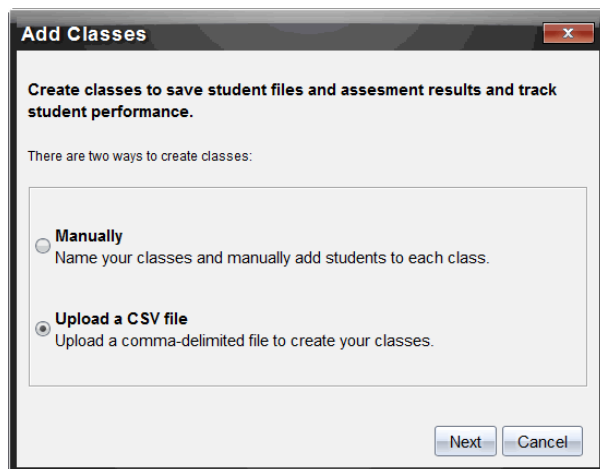 Add Classes
x
Create classes to save student files and assesment results and track
student performance.
There are two ways to create classes:
Manually
Name your classes and manually add students to each class.
Upload a CSV file
Upload a comma-delimited file to create your classes.
Next Cancel